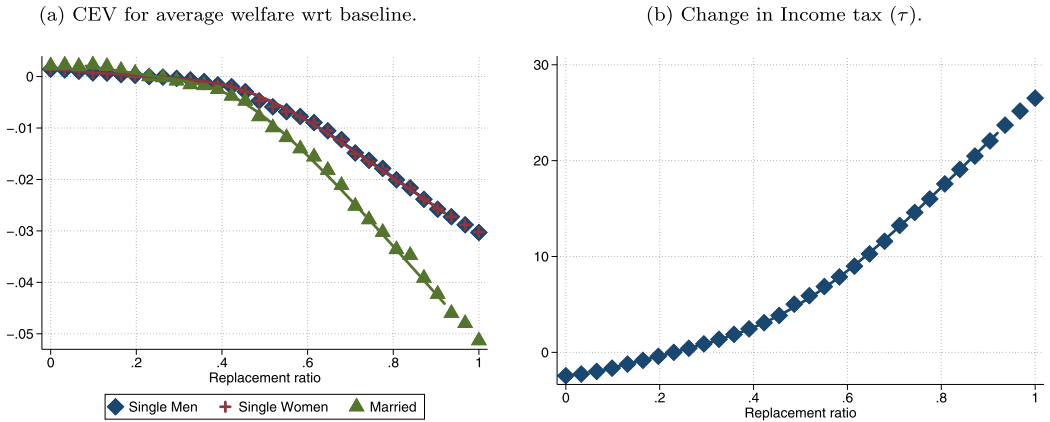 (a) CEV for average welfare wrt baseline.
0
-.01
-.02
-.03
-.04
-.05
0 .2 .4 .6 .8 1
Replacement ratio
Single Men Single Women Married
(b) Change in Income tax (τ).
30
20
10
0
0 .2 .4 .6 .8 1
Replacement ratio